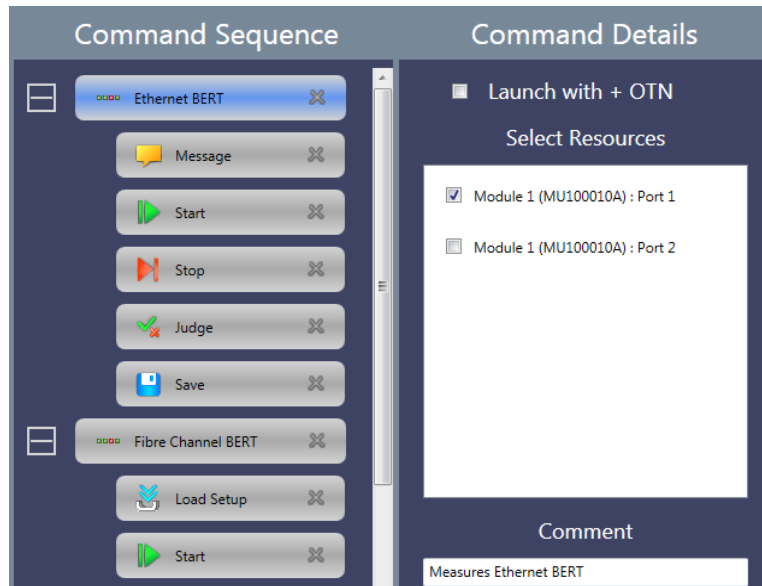 Command Sequence
Ethernet BERT
Message
Start
Stop
Judge
Save
Fibre Channel BERT
Load Setup
Start
Command Details
Launch with + OTN
Select Resources
Module 1 (MU100010A) : Port 1
Module 1 (MU100010A) : Port 2
Comment
Measures Ethernet BERT